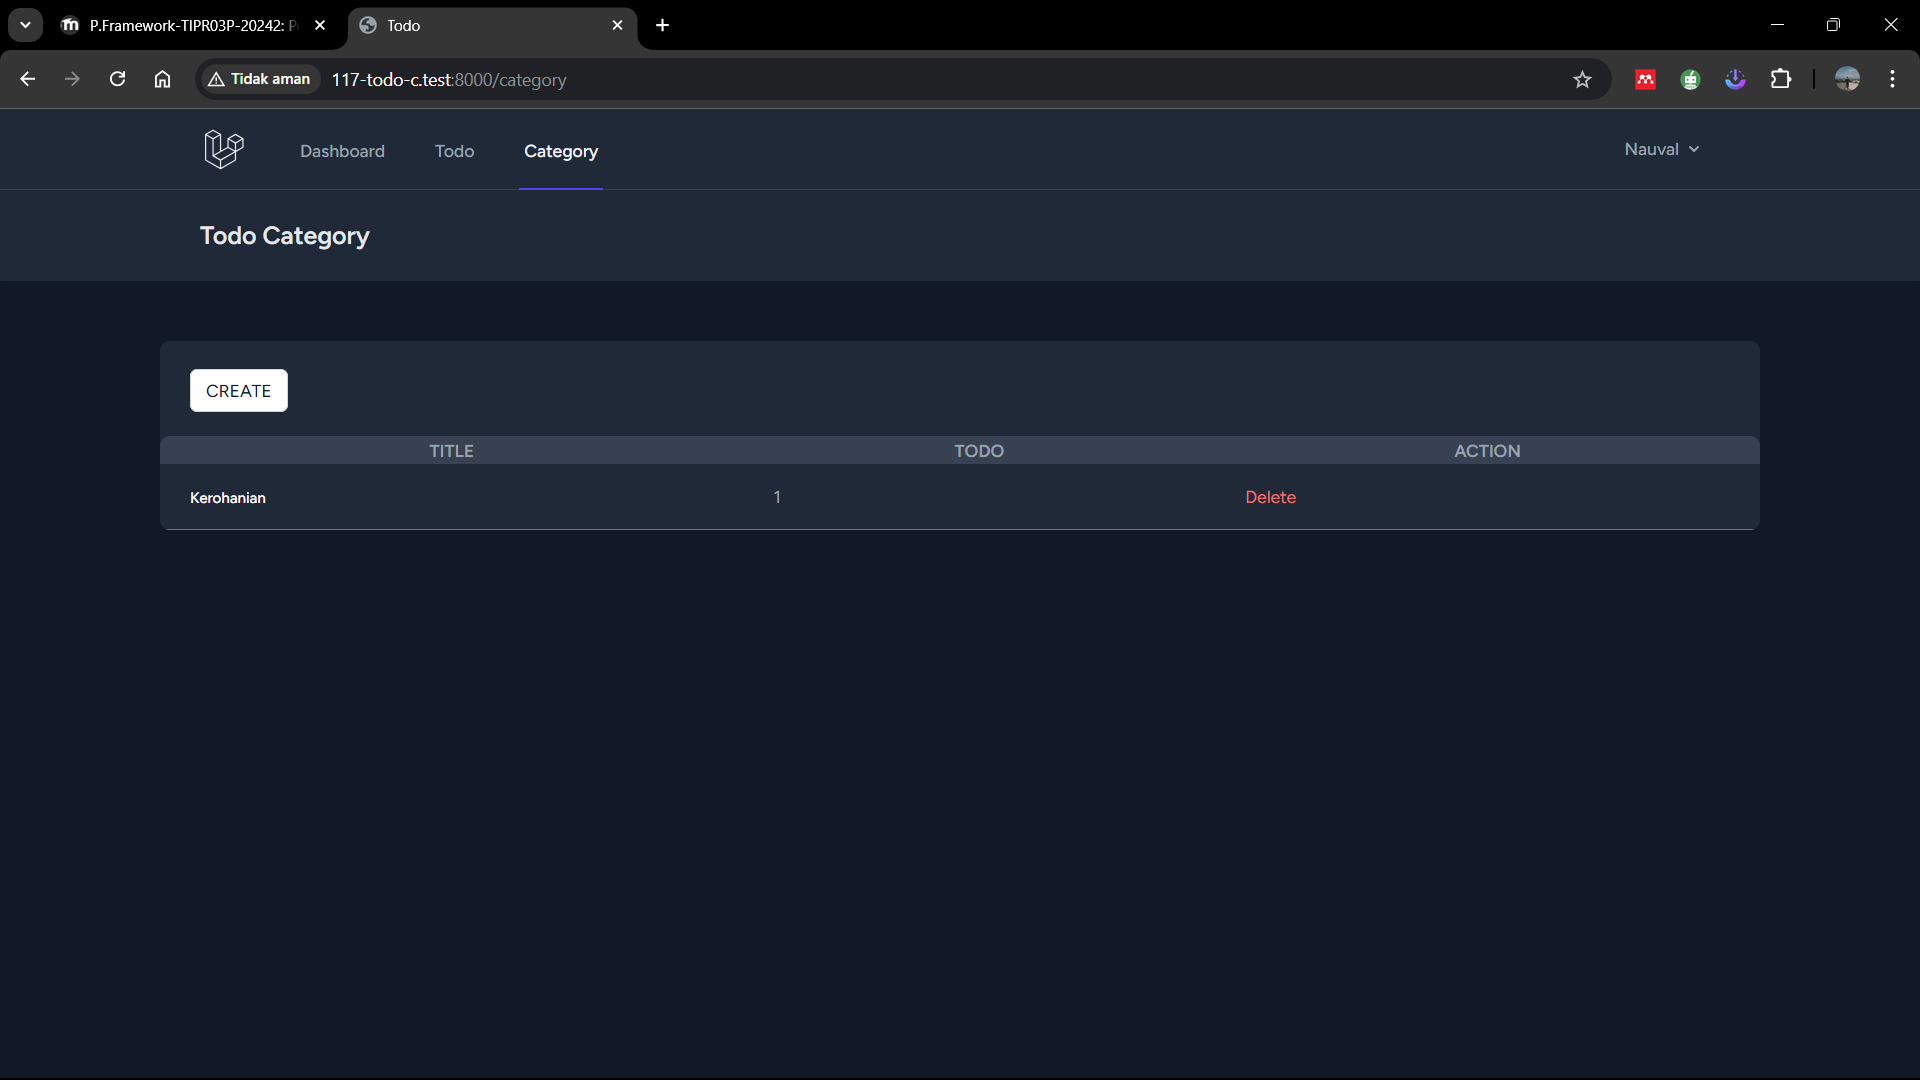 P.Framework-TIPR03P-20242: P
Todo
Tidak aman
117-todo-c.test:8000/category
Dashboard
Todo
Category
Nauval
Todo Category
CREATE
TITLE
TODO
ACTION
Kerohanian
1
Delete